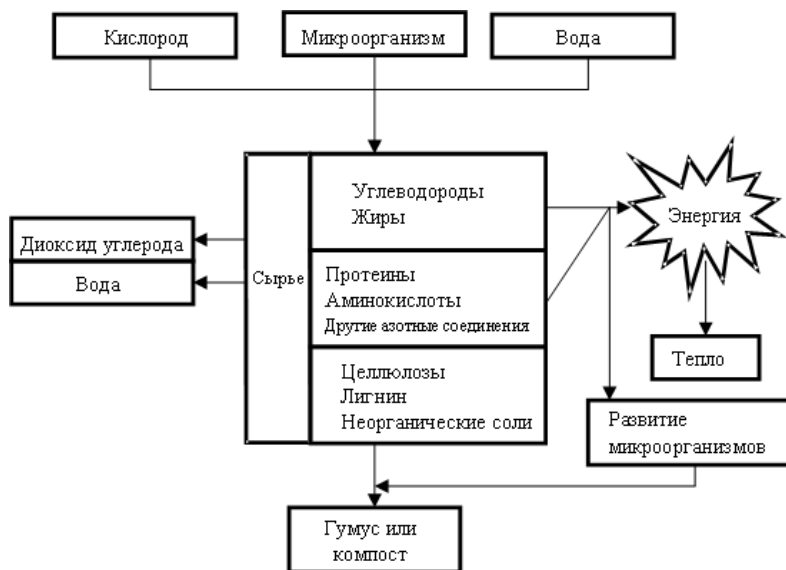 Кислород
Микроорганизм
Вода
Углеводороды
Жиры
Энергия
Диоксид углерода
Вода
Сырье
Протеины
Аминокислоты
Другие азотные соединения
Тепло
Целлюлозы
Лигнин
Неорганические соли
Развитие
микроорганизмов
Гумус или
компост